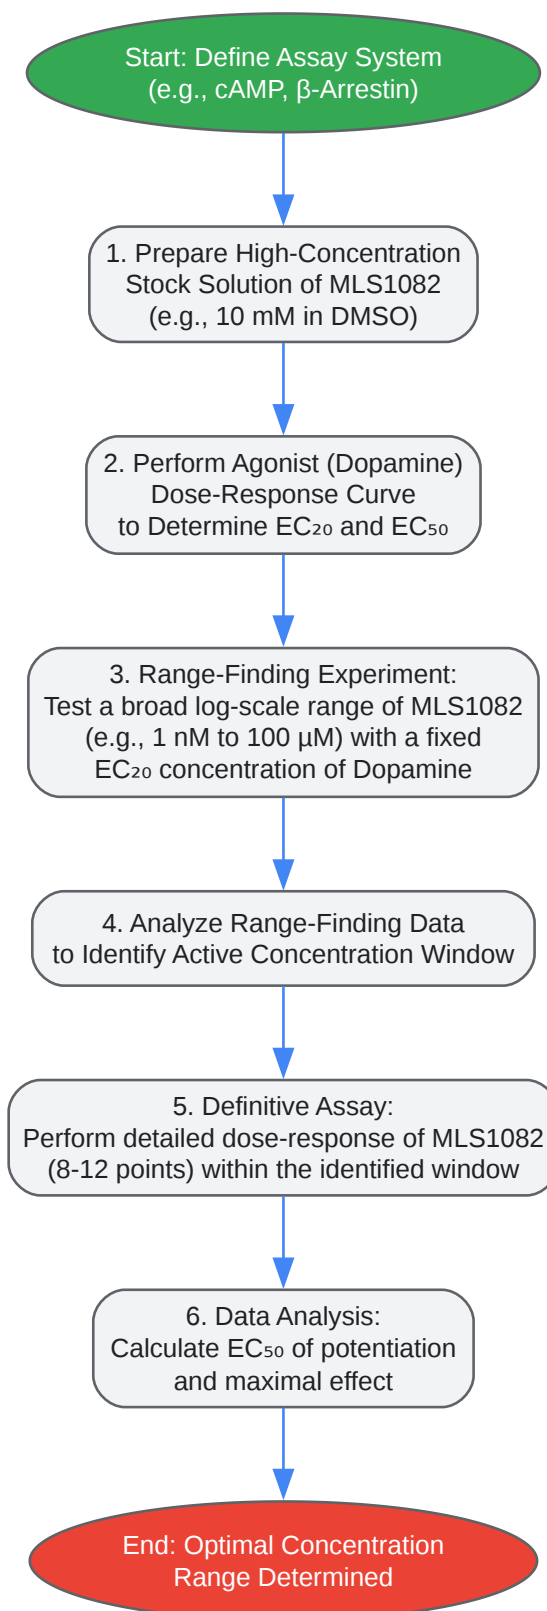 Start: Define Assay System
(e.g., cAMP, β-Arrestin)
1. Prepare High-Concentration
Stock Solution of MLS1082
(e.g., 10 mM in DMSO)
2. Perform Agonist (Dopamine)
Dose-Response Curve
to Determine EC₂₀ and EC₅₀
3. Range-Finding Experiment:
Test a broad log-scale range of MLS1082
(e.g., 1 nM to 100 µM) with a fixed
EC₂₀ concentration of Dopamine
4. Analyze Range-Finding Data
to Identify Active Concentration Window
5. Definitive Assay:
Perform detailed dose-response of MLS1082
(8-12 points) within the identified window
6. Data Analysis:
Calculate EC₅₀ of potentiation
and maximal effect
End: Optimal Concentration
Range Determined